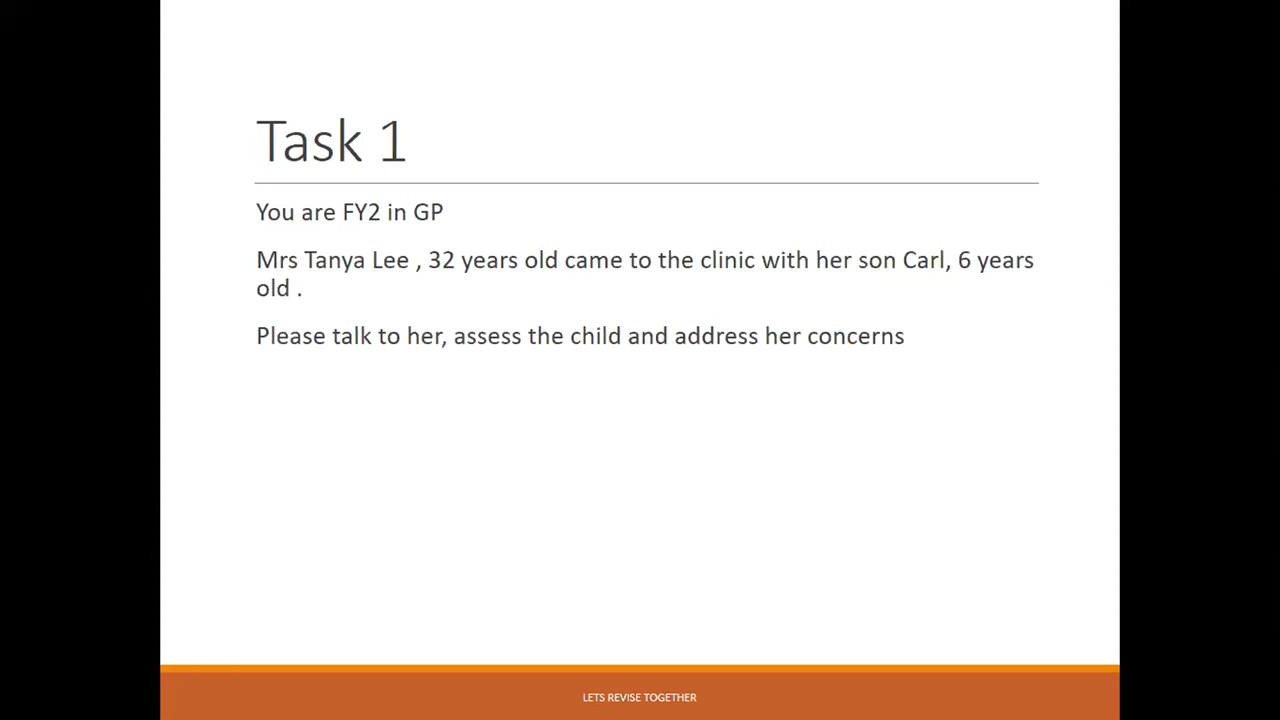 Task 1
You are FY2 in GP
Mrs Tanya Lee , 32 years old came to the clinic with her son Carl, 6 years
old .
Please talk to her, assess the child and address her concerns
LETS REVISE TOGETHER